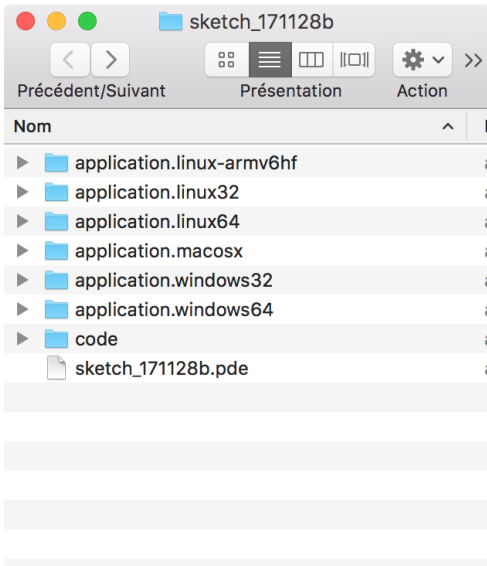 sketch_171128b
Précédent/Suivant Présentation Action
Nom
application.linux-armv6hf
application.linux32
application.linux64
application.macosx
application.windows32
application.windows64
code
sketch_171128b.pde